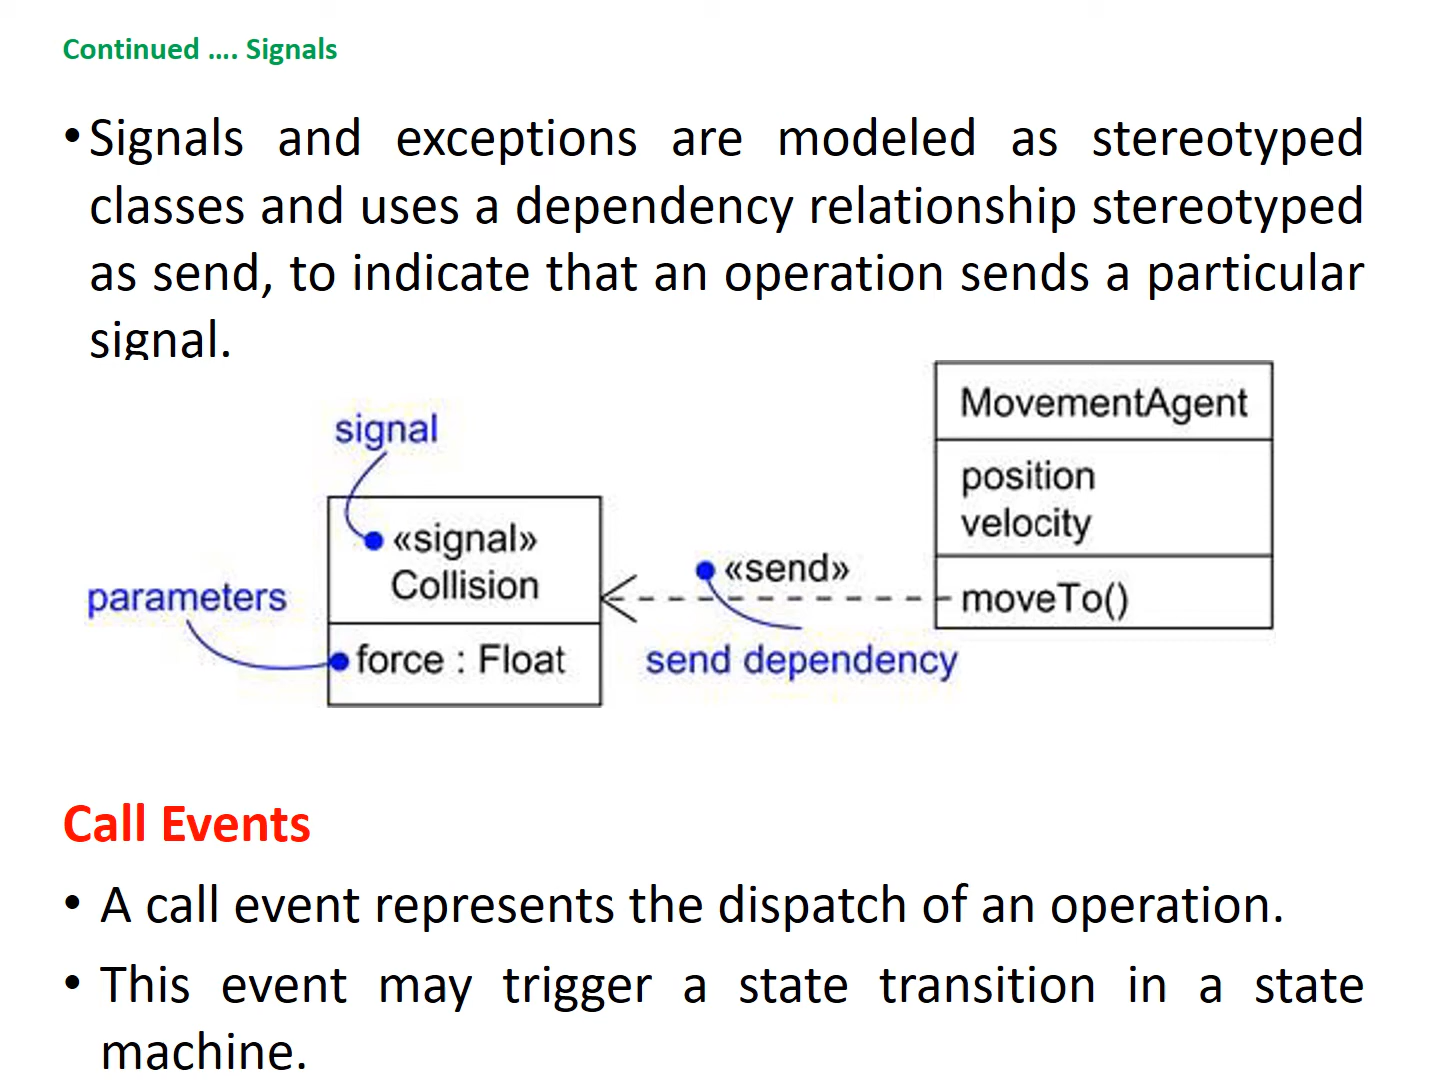 Continued .... Signals
• Signals and exceptions are modeled as stereotyped
classes and uses a dependency relationship stereotyped
as send, to indicate that an operation sends a particular
signal.
signal
«signal»
Collision
parameters
force : Float
«send»
send dependency
MovementAgent
position
velocity
moveTo()
Call Events
• A call event represents the dispatch of an operation.
• This event may trigger a state transition in a state
machine.